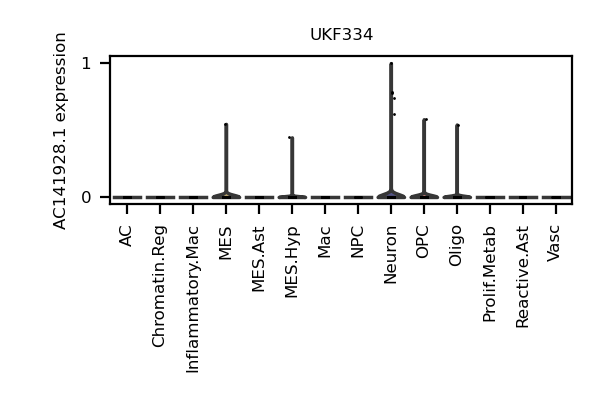 UKF334
AC141928.1 expression
1
0
AC
Chromatin.Reg
Inflammatory.Mac
MES
MES.Ast
MES.Hyp
Mac
NPC
Neuron
OPC
Oligo
Prolif.Metab
Reactive.Ast
Vasc